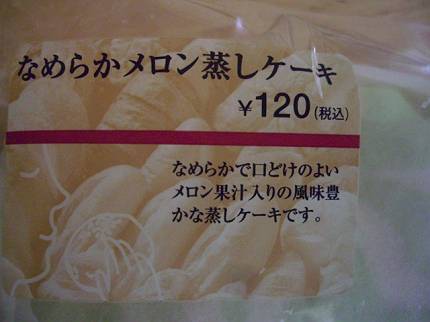 なめらかメロン蒸しケーキ
¥120(税込)
なめらかで口どけのよい
メロン果汁入りの風味豊
かな蒸しケーキです。